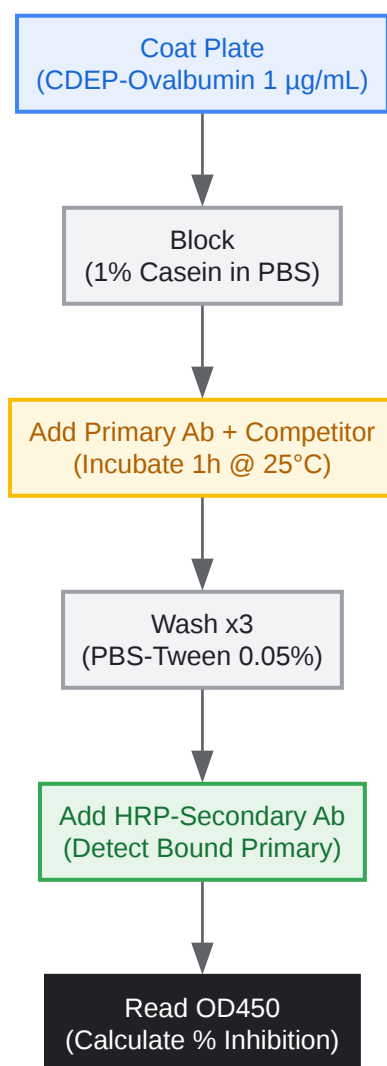 Coat Plate
(CDEP-Ovalbumin 1 µg/mL)
Block
(1% Casein in PBS)
Add Primary Ab + Competitor
(Incubate 1h @ 25°C)
Wash x3
(PBS-Tween 0.05%)
Add HRP-Secondary Ab
(Detect Bound Primary)
Read OD450
(Calculate % Inhibition)